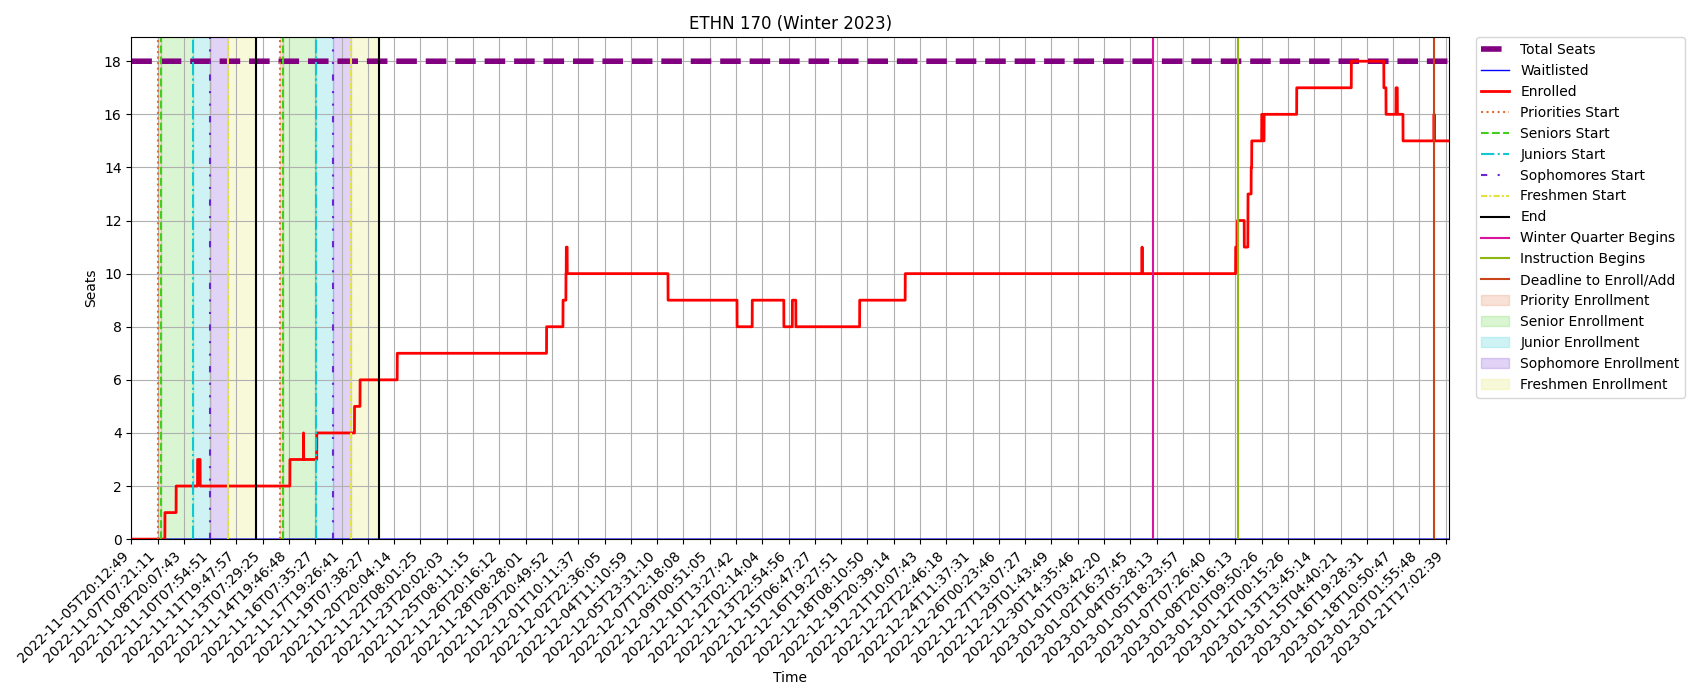 ETHN 170 (Winter 2023)
Seats
18
16
14
12
10
8
6
4
2
0
2022-11-05T20:12:49
2022-11-07T07:21:11
2022-11-08T20:07:43
2022-11-10T07:54:51
2022-11-11T19:47:57
2022-11-13T07:29:25
2022-11-14T19:46:48
2022-11-16T07:35:27
2022-11-17T19:26:41
2022-11-19T07:38:27
2022-11-20T20:04:14
2022-11-22T08:01:25
2022-11-23T20:02:03
2022-11-25T08:11:15
2022-11-26T20:16:12
2022-11-28T08:28:01
2022-11-29T20:49:52
2022-12-01T10:11:37
2022-12-02T22:36:05
2022-12-04T11:10:59
2022-12-05T23:31:10
2022-12-07T12:18:08
2022-12-09T00:51:05
2022-12-10T13:27:42
2022-12-12T02:14:04
2022-12-13T22:54:56
2022-12-15T06:47:27
2022-12-16T19:27:51
2022-12-18T08:10:50
2022-12-19T20:39:14
2022-12-21T10:07:43
2022-12-22T22:46:18
2022-12-24T11:37:31
2022-12-26T00:23:46
2022-12-27T13:07:27
2022-12-29T01:43:49
2022-12-30T14:35:46
2023-01-01T03:42:20
2023-01-02T16:37:45
2023-01-04T05:28:13
2023-01-05T18:23:57
2023-01-07T07:26:40
2023-01-08T20:16:13
2023-01-10T09:50:26
2023-01-12T00:15:26
2023-01-13T13:45:14
2023-01-15T04:40:21
2023-01-16T19:28:31
2023-01-18T10:50:47
2023-01-20T01:55:48
2023-01-21T17:02:39
Time
Total Seats
Waitlisted
Enrolled
Priorities Start
Seniors Start
Juniors Start
Sophomores Start
Freshmen Start
End
Winter Quarter Begins
Instruction Begins
Deadline to Enroll/Add
Priority Enrollment
Senior Enrollment
Junior Enrollment
Sophomore Enrollment
Freshmen Enrollment